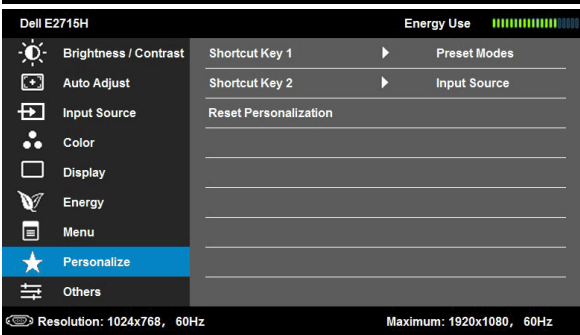 Dell E2715H Energy Use
Brightness / Contrast Shortcut Key 1 Preset Modes
Auto Adjust Shortcut Key 2 Input Source
Input Source Reset Personalization
Color
Display
Energy
Menu
Personalize
Others
Resolution: 1024x768, 60Hz Maximum: 1920x1080, 60Hz